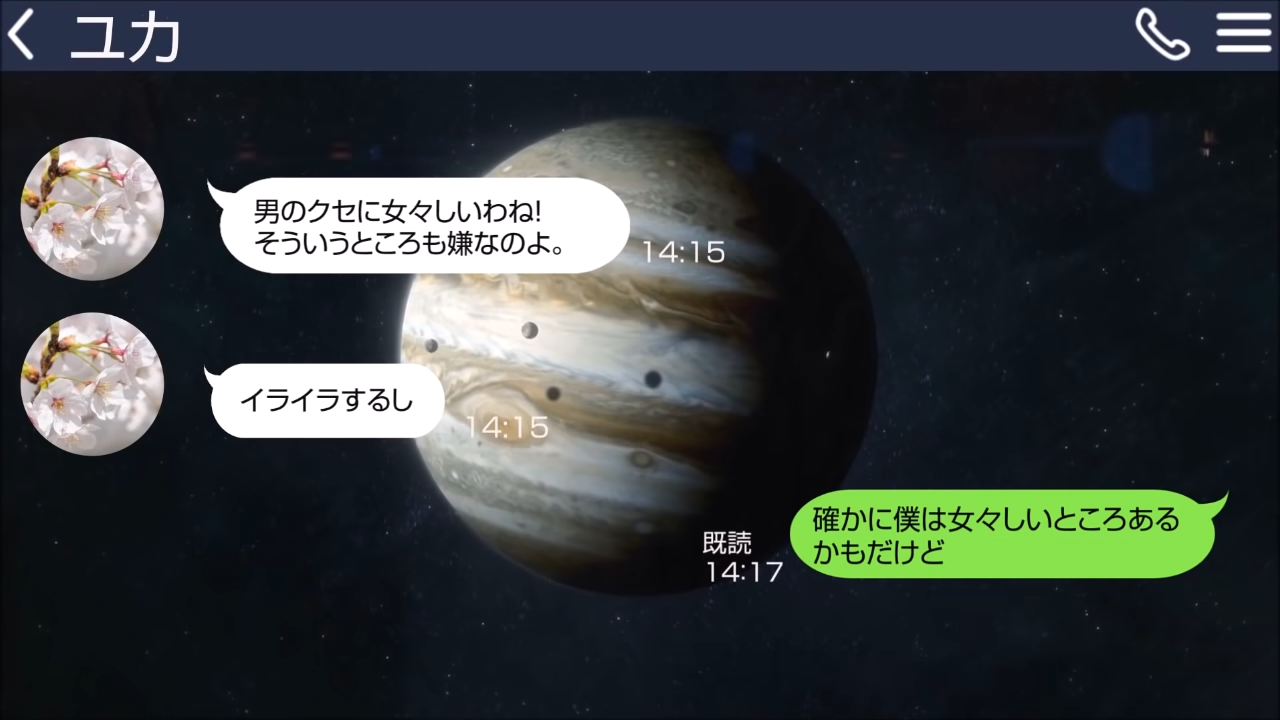 ユカ
男のクセに女々しいわね!
そういうところも嫌なのよ。
14:15
イライラするし
14:15
確かに僕は女々しいところある
かもだけど
既読
14:17